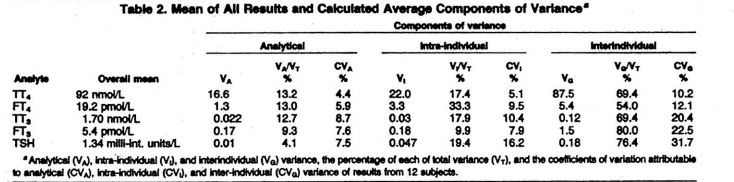 Table 2. Mean of All Results and Calculated Average Components of Variance^a
Components of variance
Analytical Intra-individual Interindividual
V_A/V_T CV_A V_I/V_T CV_I V_G/V_T CV_G
Analyte Overall mean V_A % % V_I % % V_G % %
TT₄ 92 nmol/L 16.6 13.2 4.4 22.0 17.4 5.1 87.5 69.4 10.2
FT₄ 19.2 pmol/L 1.3 13.0 5.9 3.3 33.3 9.5 5.4 54.0 12.1
TT₃ 1.70 nmol/L 0.022 12.7 8.7 0.03 17.9 10.4 0.12 69.4 20.4
FT₃ 5.4 pmol/L 0.17 9.3 7.6 0.18 9.9 7.9 1.5 80.0 22.5
TSH 1.34 milli-int. units/L 0.01 4.1 7.5 0.047 19.4 16.2 0.18 76.4 31.7
^a Analytical (V_A), intra-individual (V_I), and interindividual (V_G) variance, the percentage of each of total variance (V_T), and the coefficients of variation attributable
to analytical (CV_A), intra-individual (CV_I), and inter-individual (CV_G) variance of results from 12 subjects.